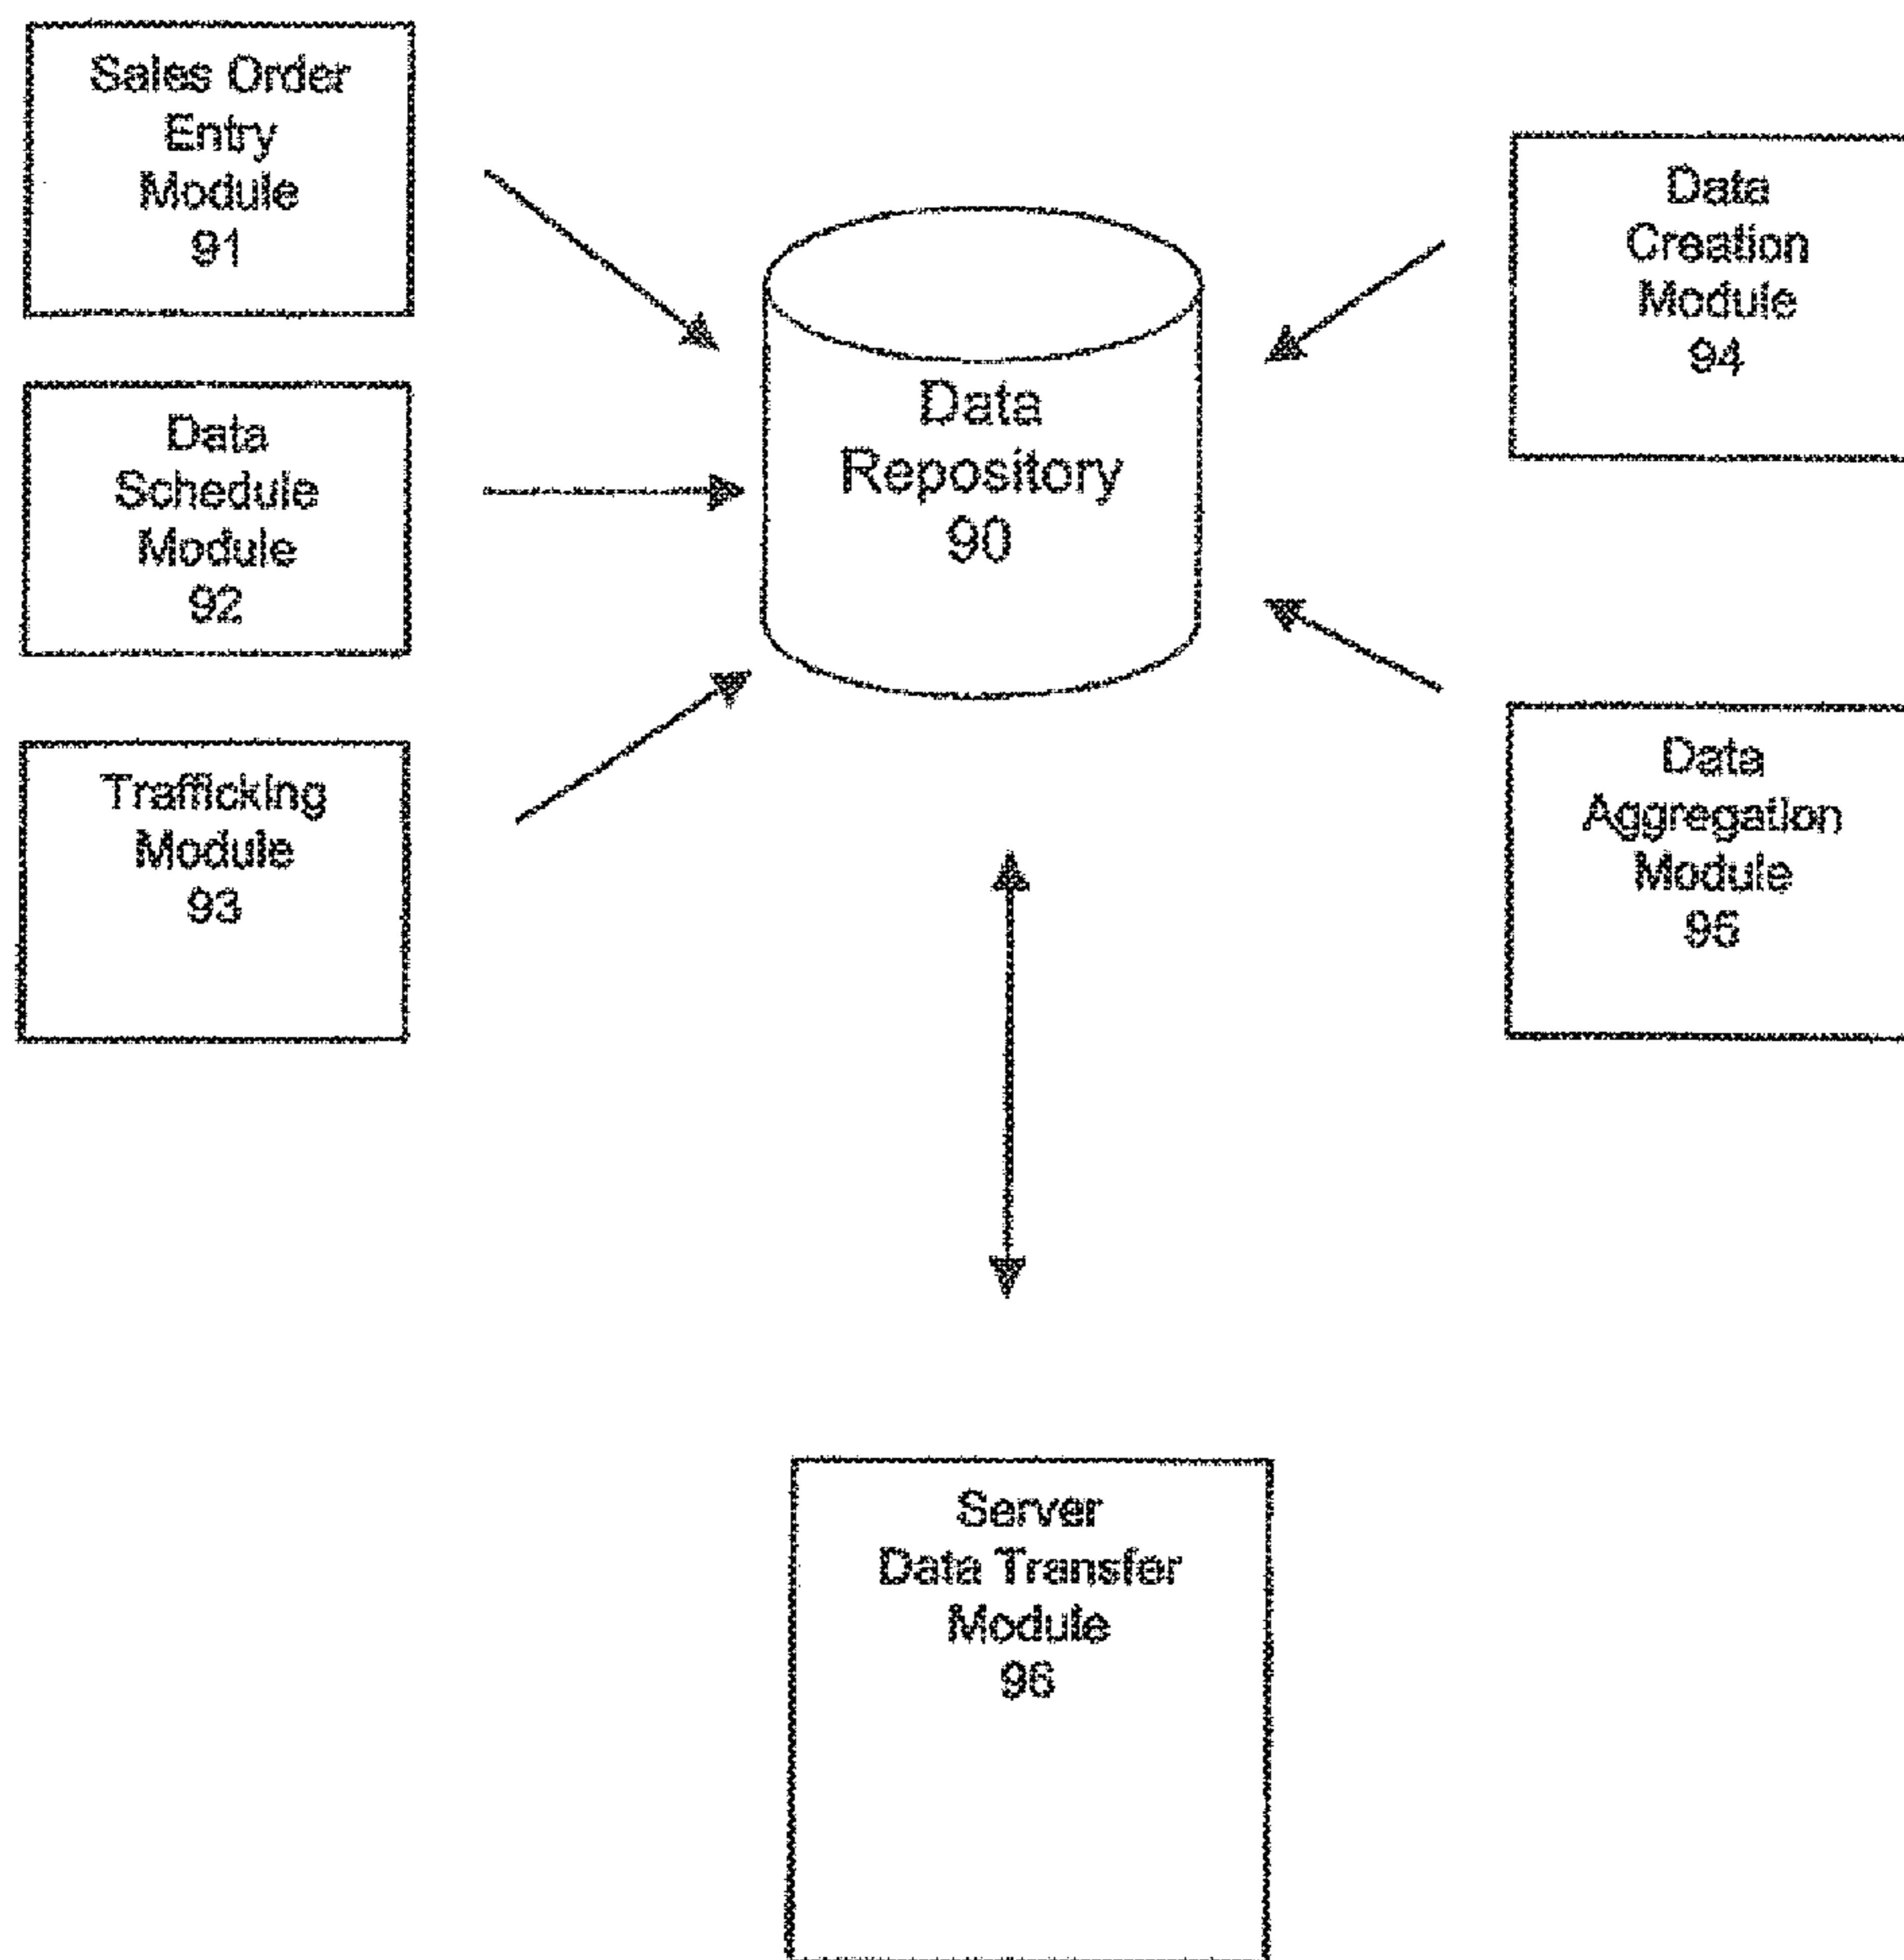 Sales Order
Entry
Module
91
Data
Schedule
Module
92
Trafficking
Module
93
Data
Repository
90
Data
Creation
Module
94
Data
Aggregation
Module
95
Server
Data Transfer
Module
96